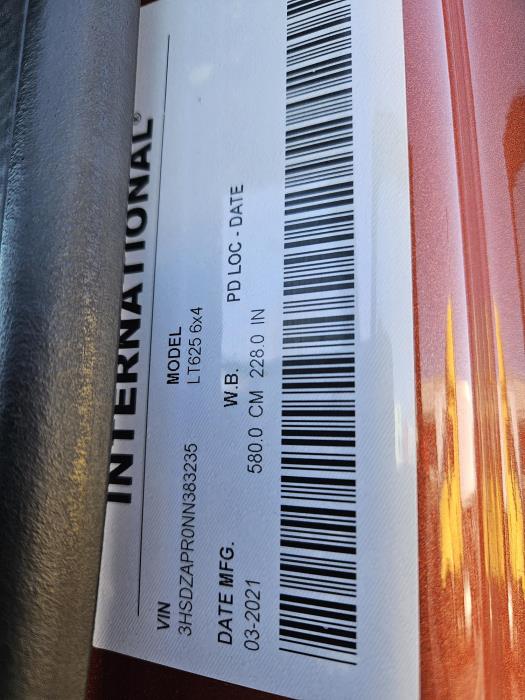 INTERNATIONAL®
VIN
3HSDZAPR0NN383235
MODEL
LT625 6x4
DATE MFG.
03-2021
W.B.
580.0 CM 228.0 IN
PD LOC - DATE